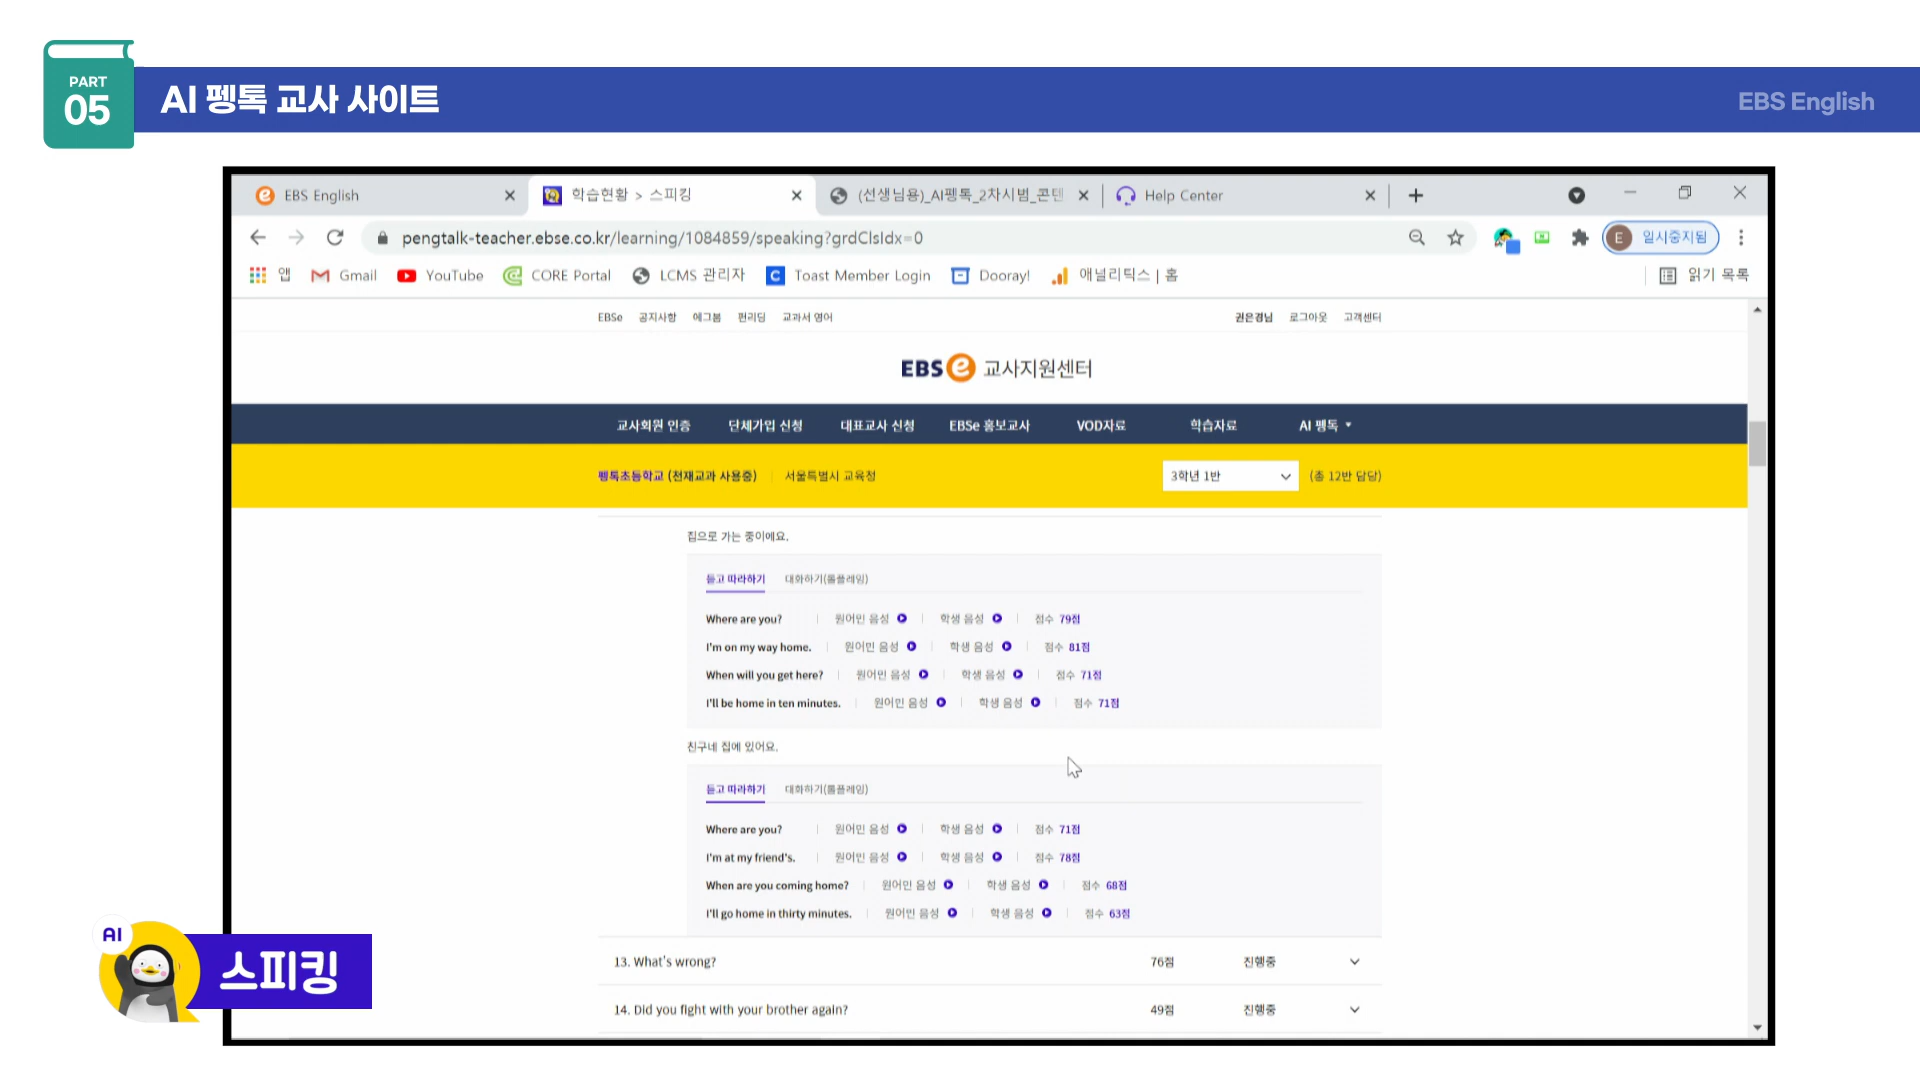 PART
05
AI 펭톡 교사 사이트
EBS English
EBS English
학습현황 > 스피킹
(선생님용)_AI펭톡_2차시범_콘텐
Help Center
pengtalk-teacher.ebse.co.kr/learning/1084859/speaking?grdClsIdx=0
E 일시중지됨
앱 Gmail YouTube CORE Portal LCMS 관리자 C Toast Member Login Dooray! 애널리틱스 | 홈 읽기 목록
EBSe 공지사항 에그붐 펀리딩 교과서 영어 권은경님 로그아웃 고객센터
EBS e 교사지원센터
교사회원 인증 단체가입 신청 대표교사 신청 EBSe 홍보교사 VOD자료 학습자료 AI 펭톡
펭톡초등학교 (천재교과 사용중) 서울특별시 교육청 3학년 1반 (총 12반 담당)
집으로 가는 중이에요.
듣고 따라하기 대화하기(롤플레잉)
Where are you? 원어민 음성 학생 음성 점수 79점
I'm on my way home. 원어민 음성 학생 음성 점수 81점
When will you get here? 원어민 음성 학생 음성 점수 71점
I'll be home in ten minutes. 원어민 음성 학생 음성 점수 71점
친구네 집에 있어요.
듣고 따라하기 대화하기(롤플레잉)
Where are you? 원어민 음성 학생 음성 점수 71점
I'm at my friend's. 원어민 음성 학생 음성 점수 78점
When are you coming home? 원어민 음성 학생 음성 점수 68점
I'll go home in thirty minutes. 원어민 음성 학생 음성 점수 63점
13. What's wrong? 76점 진행중
14. Did you fight with your brother again? 49점 진행중
AI
스피킹